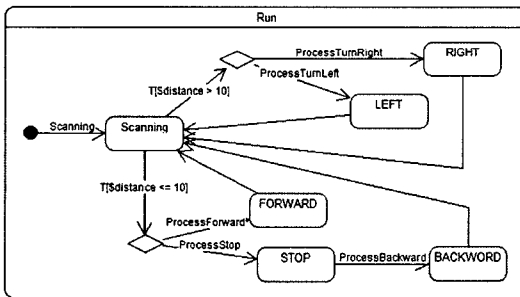 Run
ProcessTurnRight
RIGHT
ProcessTurnLeft
T[$distance > 10]
LEFT
Scanning
Scanning
T[$distance <= 10]
FORWARD
ProcessForward*
ProcessStop
STOP
ProcessBackward
BACKWORD